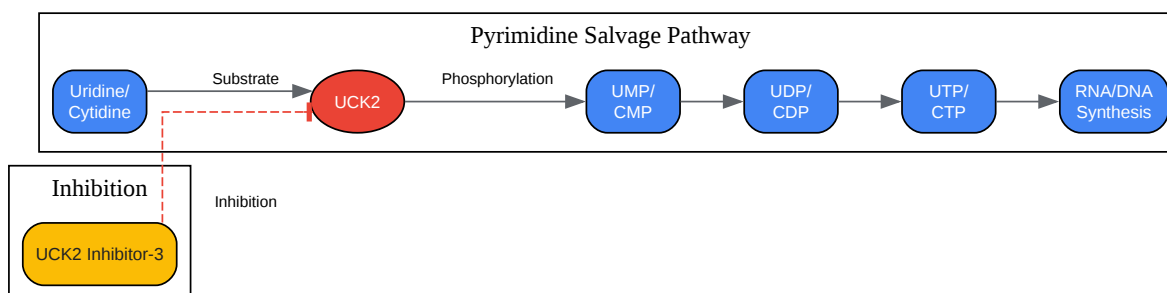 Pyrimidine Salvage Pathway
Uridine/
Cytidine
Substrate
UCK2
Phosphorylation
UMP/
CMP
UDP/
CDP
UTP/
CTP
RNA/DNA
Synthesis
Inhibition
Inhibition
UCK2 Inhibitor-3